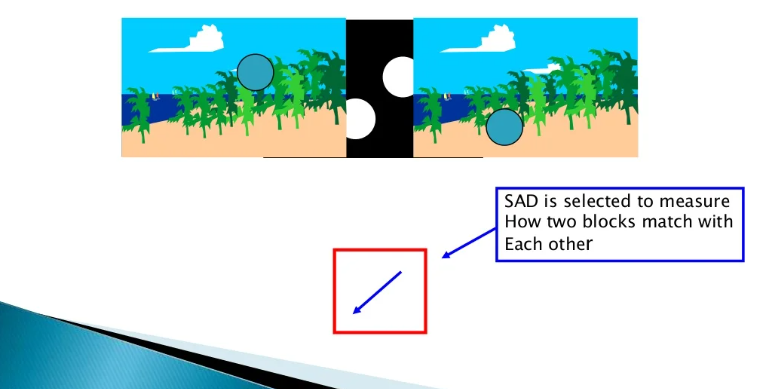 SAD is selected to measure
How two blocks match with
Each other